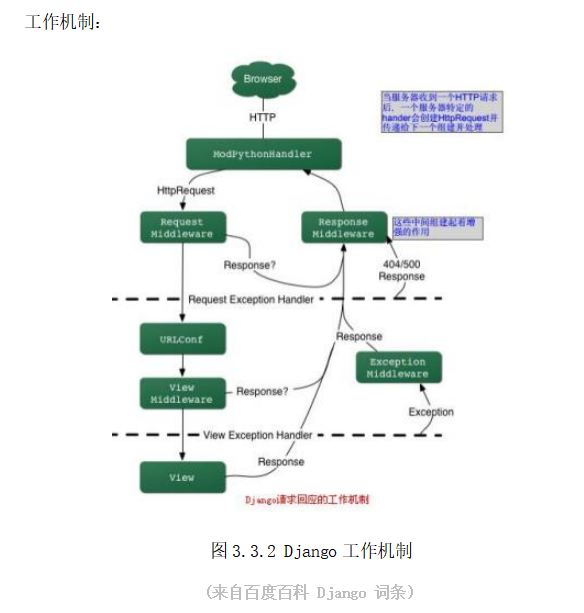 工作机制：
Browser
HTTP
当服务器收到一个HTTP请求
后，一个服务器特定的
hander会创建HttpRequest并
传递给下一个组建并处理
ModPythonHandler
HttpRequest
Request
Middleware
Response
Middleware
这些中间组建起着增
强的作用
Response?
404/500
Response
Request Exception Handler
URLConf
Response
Exception
Middleware
View
Middleware
Response?
Exception
View Exception Handler
View
Response
Django请求回应的工作机制
图 3.3.2 Django 工作机制
(来自百度百科 Django 词条)